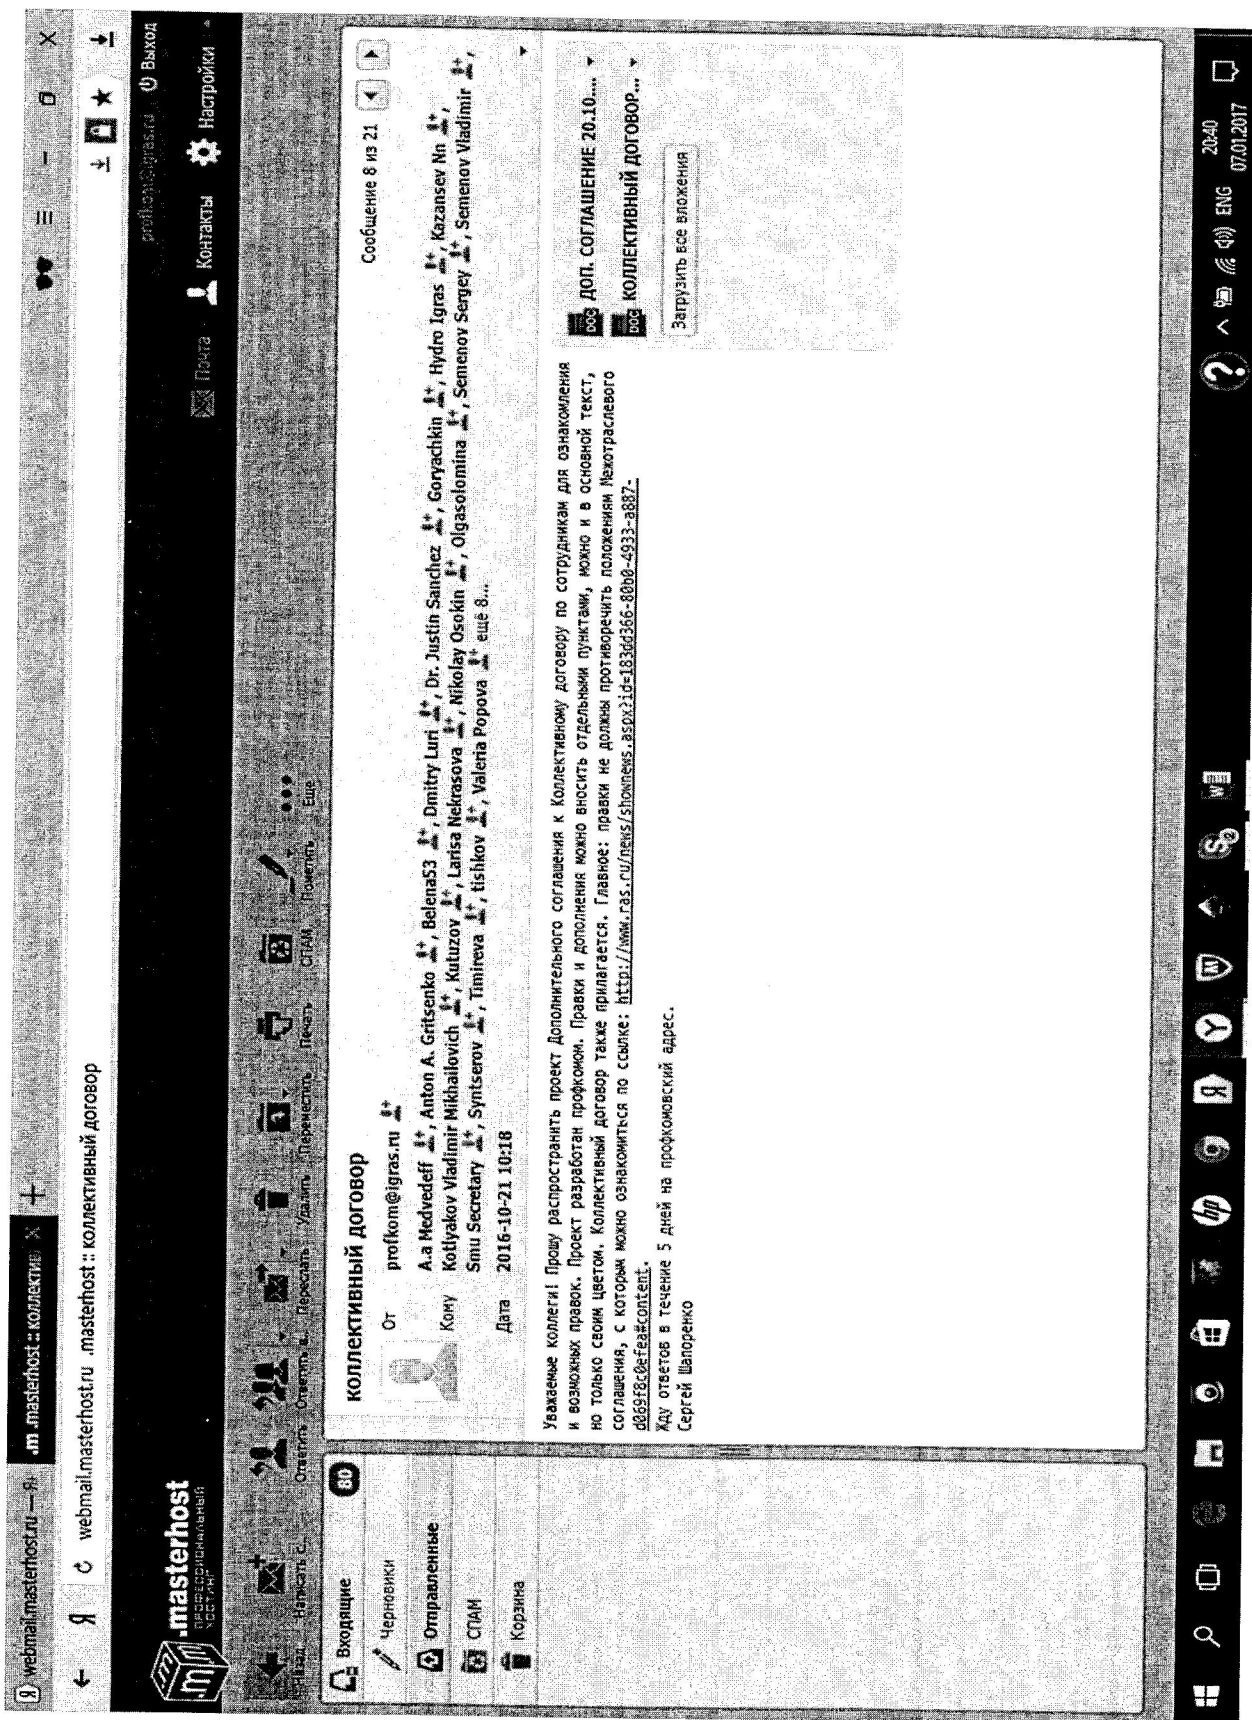 webmail.masterhost.ru — Я
.m .masterhost :: коллектив
Я
webmail.masterhost.ru
.masterhost :: коллективный договор
.masterhost
ПРОФЕССИОНАЛЬНЫЙ
ХОСТИНГ
profkom@igras.ru
Выход
Почта
Контакты
Настройки
Назад
Написать с...
Ответить
Ответить в...
Переслать
Удалить
Переместить
Печать
СПАМ
Пометить
Еще
Входящие
80
Черновики
Отправленные
СПАМ
Корзина
коллективный договор
Сообщение 8 из 21
От profkom@igras.ru
Кому A.a Medvedeff, Anton A. Gritsenko, Belena53, Dmitry Luri, Dr. Justin Sanchez, Goryachkin, Hydro Igras, Kazansev Nn,
Kotlyakov Vladimir Mikhailovich, Kutuzov, Larisa Nekrasova, Nikolay Osokin, Olgasolomina, Semenov Sergey, Semenov Vladimir,
Smu Secretary, Syntserov, Timireva, tishkov, Valeria Popova ещё 8...
Дата 2016-10-21 10:18
Уважаемые коллеги! Прошу распространить проект Дополнительного соглашения к Коллективному договору по сотрудникам для ознакомления
и возможных правок. Проект разработан профкомом. Правки и дополнения можно вносить отдельными пунктами, можно и в основной текст,
но только своим цветом. Коллективный договор также прилагается. Главное: правки не должны противоречить положениям Межотраслевого
соглашения, с которым можно ознакомиться по ссылке: http://www.ras.ru/news/shownews.aspx?id=183dd366-80b0-4933-a887-
d069f8c0efea#content.
Жду ответов в течение 5 дней на профкомовский адрес.
Сергей Шапоренко
DOC ДОП. СОГЛАШЕНИЕ 20.10....
DOC КОЛЛЕКТИВНЫЙ ДОГОВОР...
Загрузить все вложения
ENG
20:40
07.01.2017